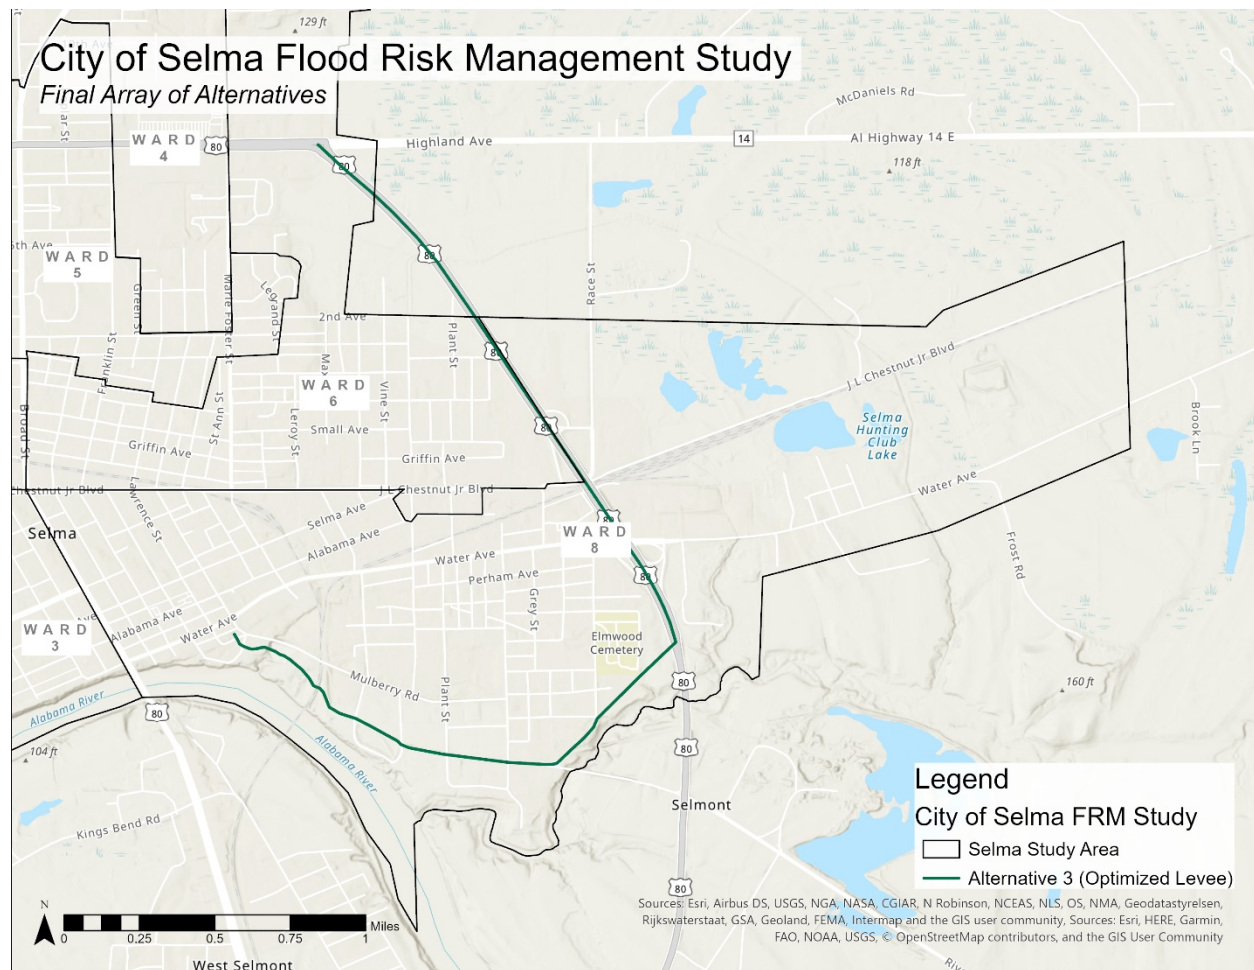 129 ft
City of Selma Flood Risk Management Study
Final Array of Alternatives
McDaniels Rd
WARD
4
80
Highland Ave
14
Al Highway 14 E
80
118 ft
WARD
5
80
Race St
Green St
Marie Foster St
Legrand St
2nd Ave
Plant St
80
Franklin St
J L Chestnut Jr Blvd
WARD
6
Vine St
Broad St
St Ann St
Leroy St
Small Ave
80
Selma
Hunting
Club
Lake
Brook Ln
Griffin Ave
Griffin Ave
Chestnut Jr Blvd
J L Chestnut Jr Blvd
Water Ave
Lawrence St
Selma Ave
Selma
Alabama Ave
WARD
8
Water Ave
Frost Rd
Perham Ave
80
Grey St
Alabama Ave
Water Ave
WARD
3
Elmwood
Cemetery
Mulberry Rd
Plant St
80
160 ft
Alabama River
80
Alabama River
80
104 ft
Selmont
Kings Bend Rd
Legend
City of Selma FRM Study
Selma Study Area
Alternative 3 (Optimized Levee)
80
N
0 0.25 0.5 0.75 1 Miles
West Selmont
Sources: Esri, Airbus DS, USGS, NGA, NASA, CGIAR, N Robinson, NCEAS, NLS, OS, NMA, Geodatastyrelsen,
Rijkswaterstaat, GSA, Geoland, FEMA, Intermap and the GIS user community, Sources: Esri, HERE, Garmin,
FAO, NOAA, USGS, © OpenStreetMap contributors, and the GIS User Community